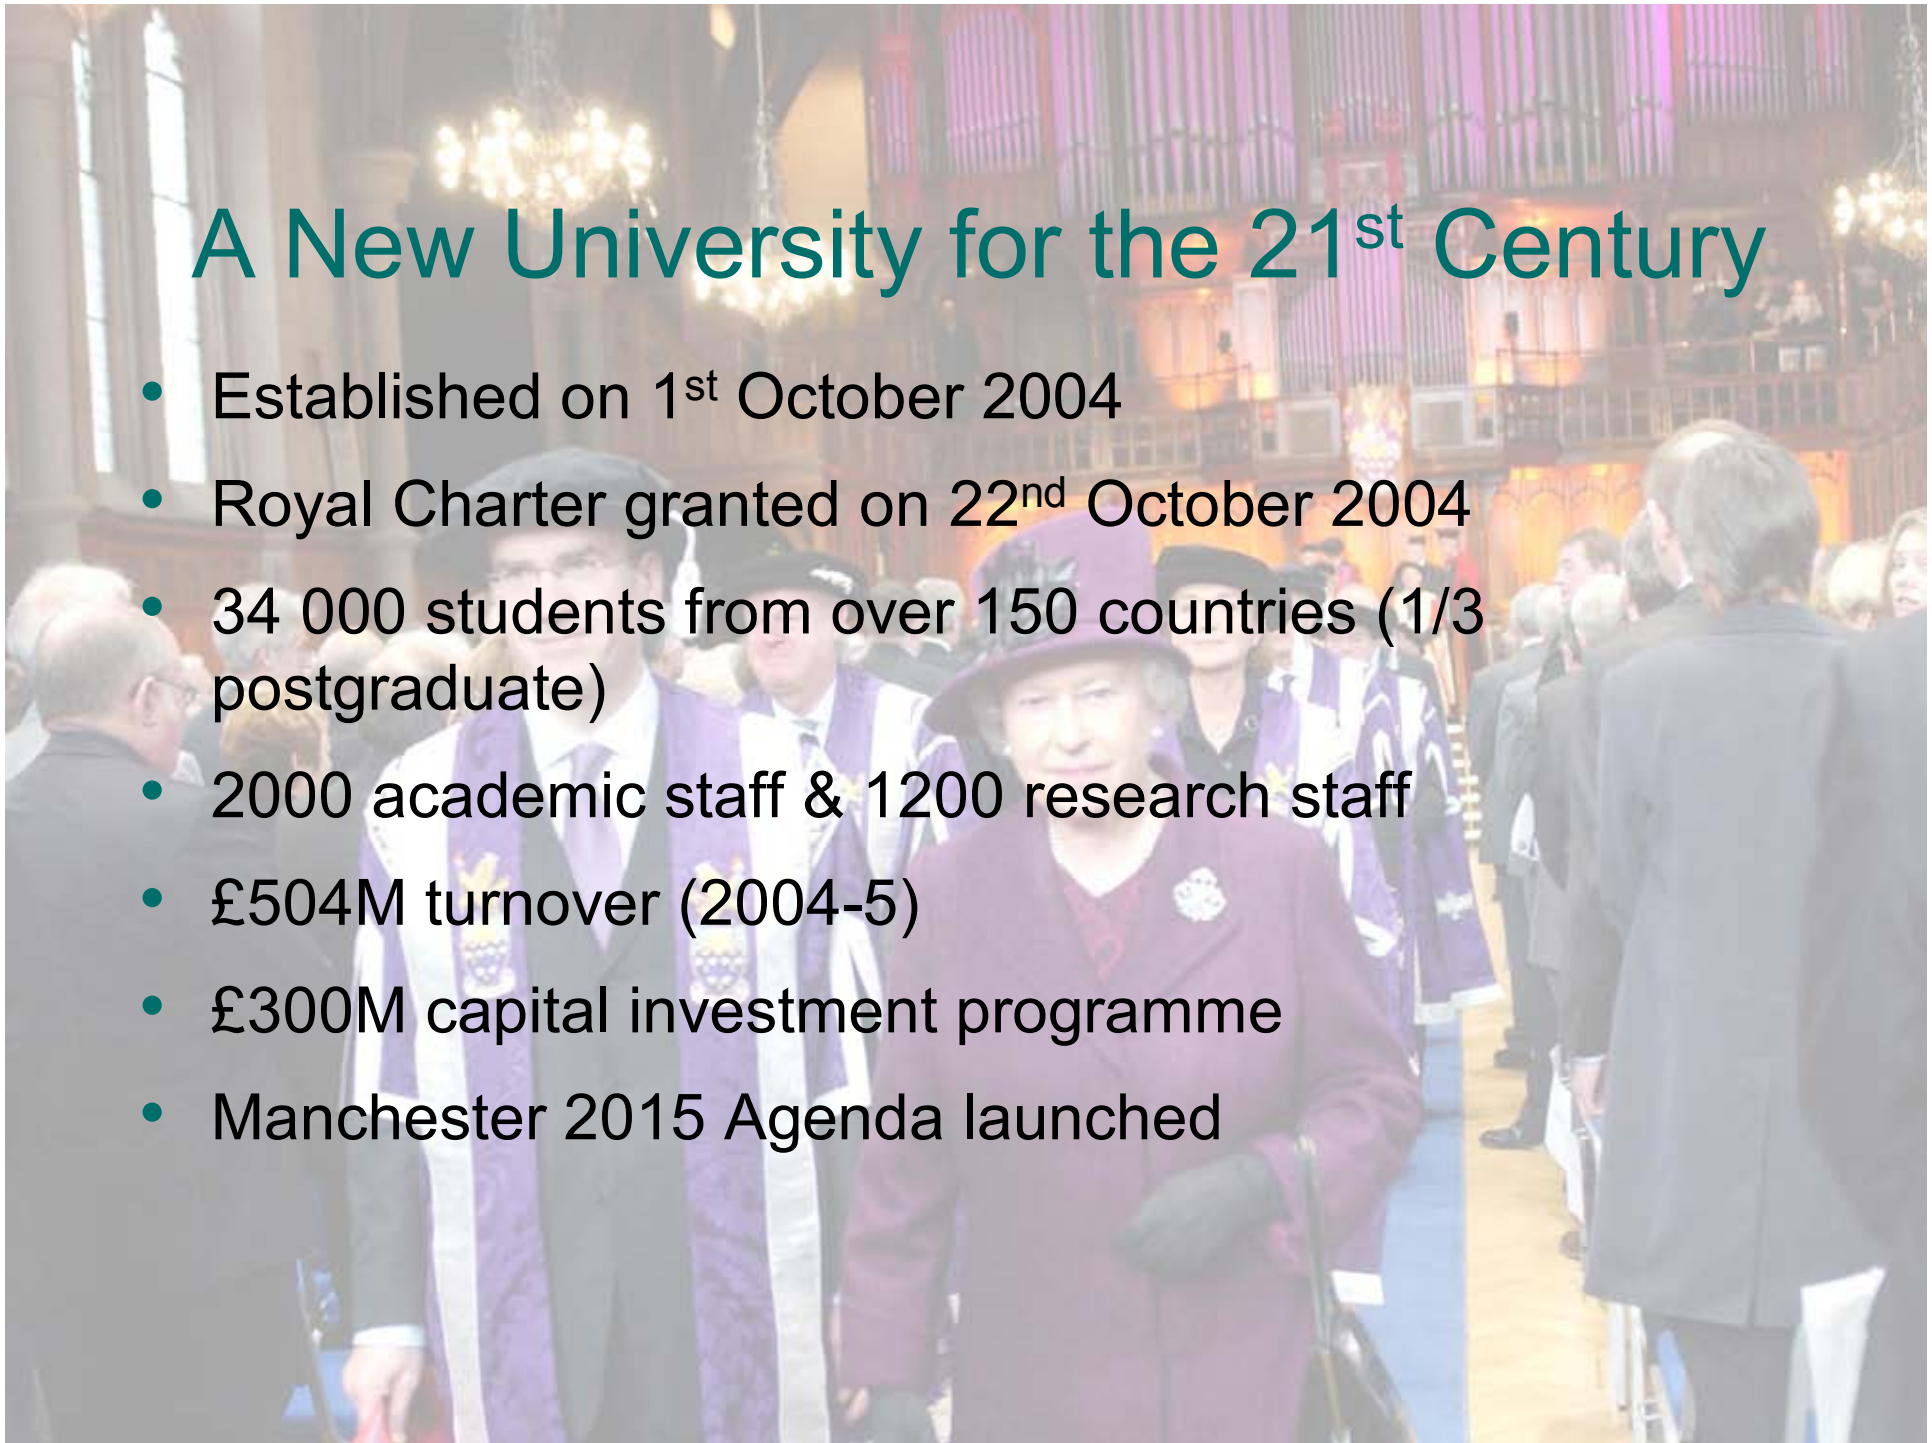 A New University for the 21st Century
• Established on 1st October 2004
• Royal Charter granted on 22nd October 2004
• 34 000 students from over 150 countries (1/3
postgraduate)
• 2000 academic staff & 1200 research staff
• £504M turnover (2004-5)
• £300M capital investment programme
• Manchester 2015 Agenda launched